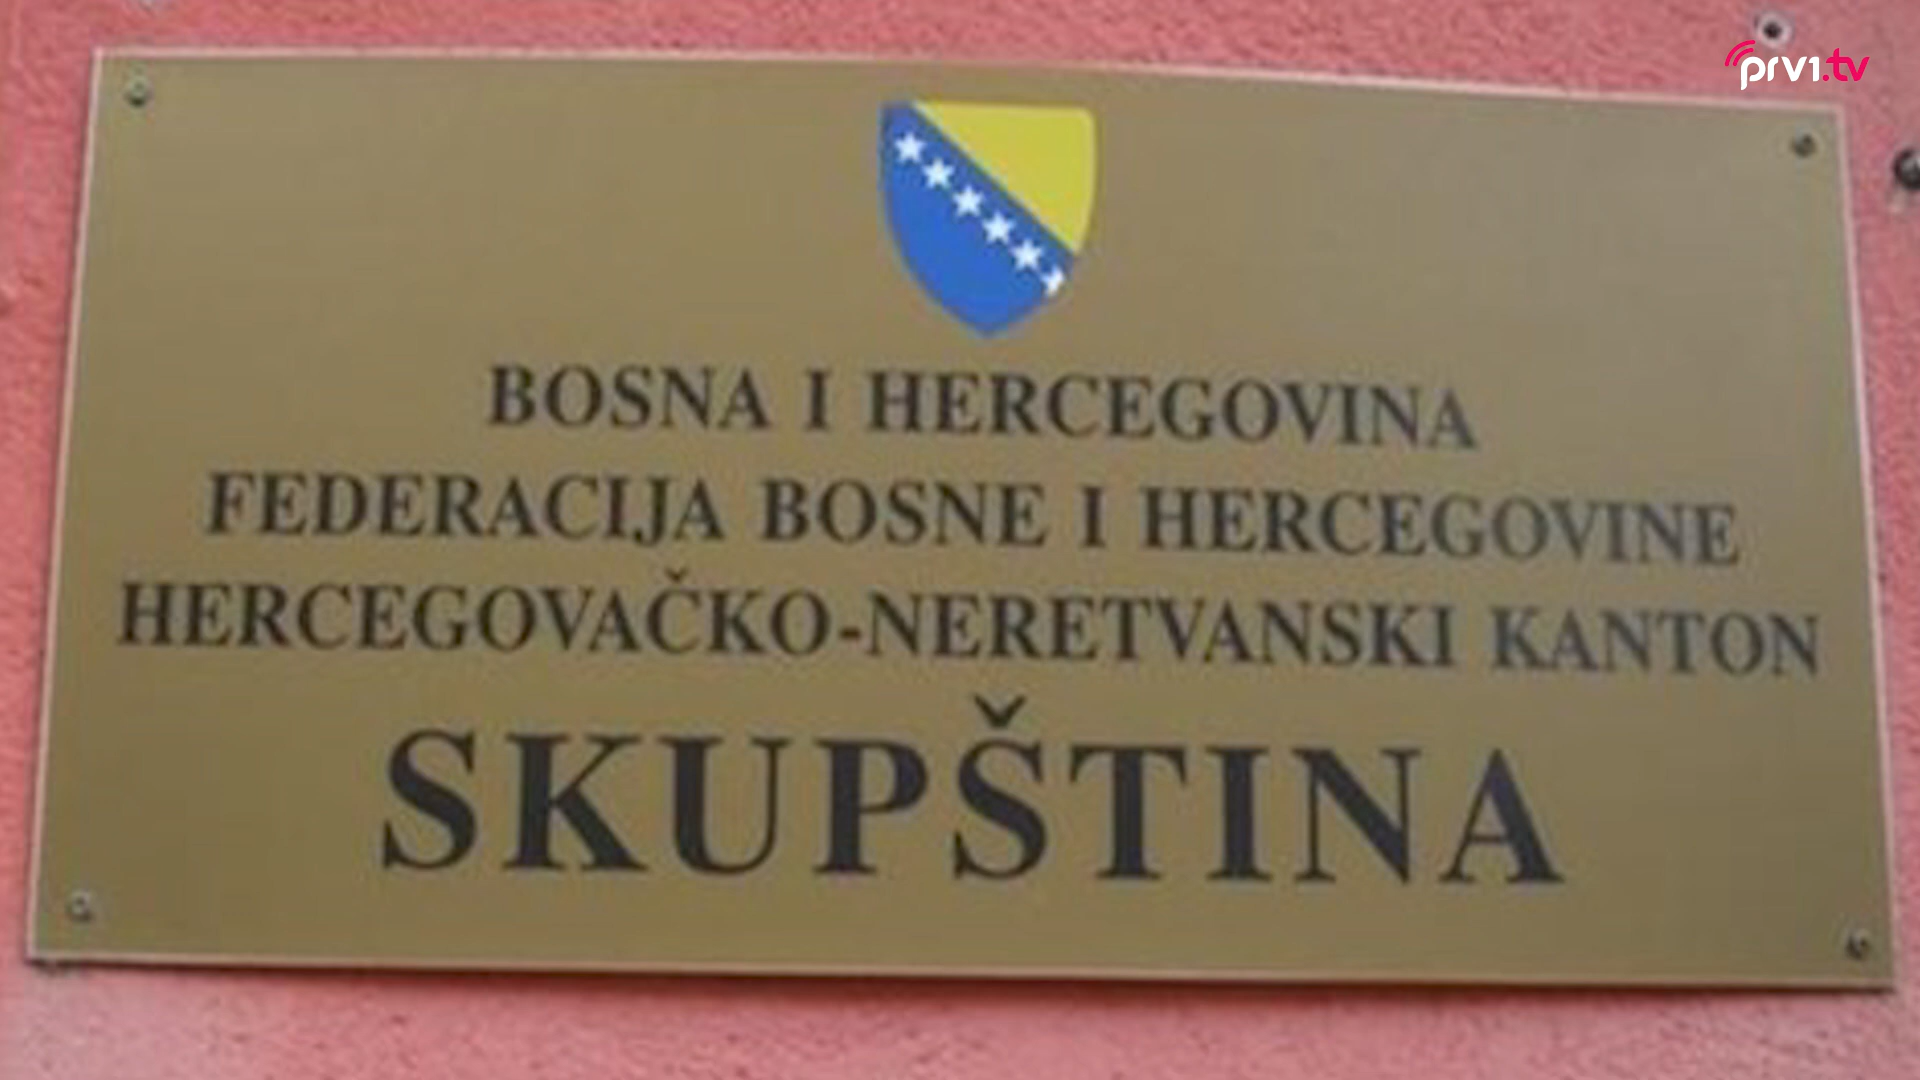 prv1.tv
BOSNA I HERCEGOVINA
FEDERACIJA BOSNE I HERCEGOVINE
HERCEGOVAČKO-NERETVANSKI KANTON
SKUPŠTINA